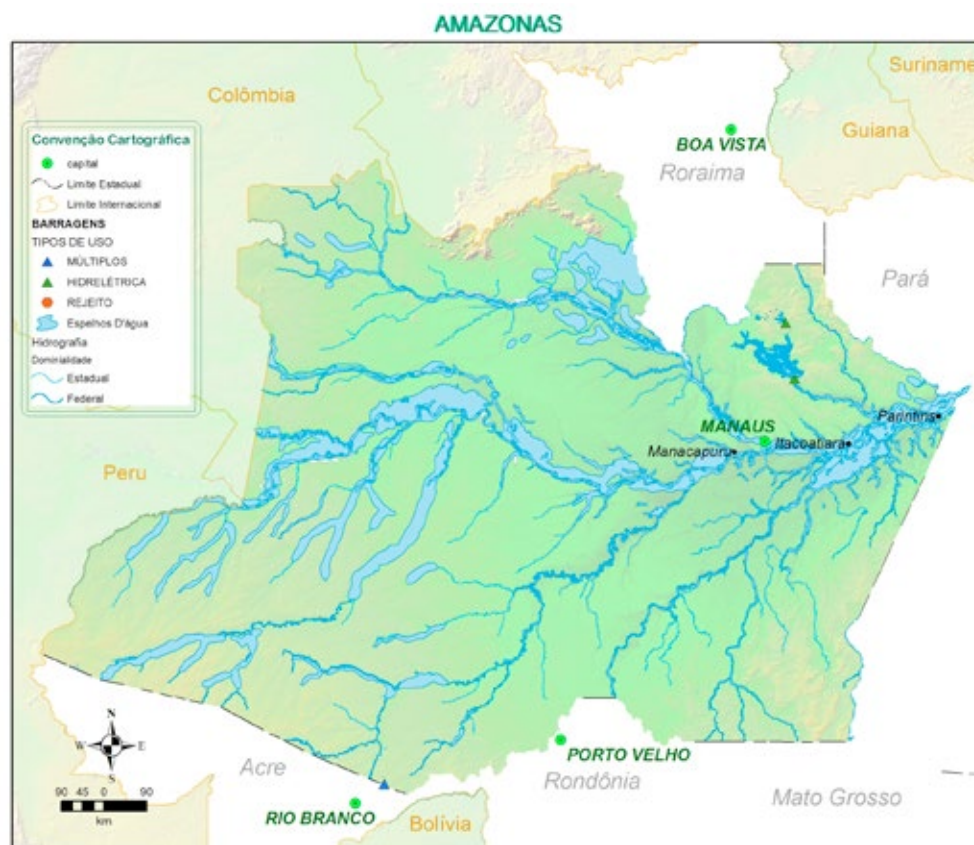 AMAZONAS
Colômbia
Suriname
Guiana
BOA VISTA
Roraima
Pará
Convenção Cartográfica
capital
Limite Estadual
Limite Internacional
BARRAGENS
TIPOS DE USO
MÚLTIPLOS
HIDRELÉTRICA
REJEITO
Espelhos D'água
Hidrografia
Dominialidade
Estadual
Federal
Parintins
MANAUS
Itacoatiara
Manacapuru
Peru
N
W E
S
PORTO VELHO
Acre
Rondônia
Mato Grosso
90 45 0 90
km
RIO BRANCO
Bolívia